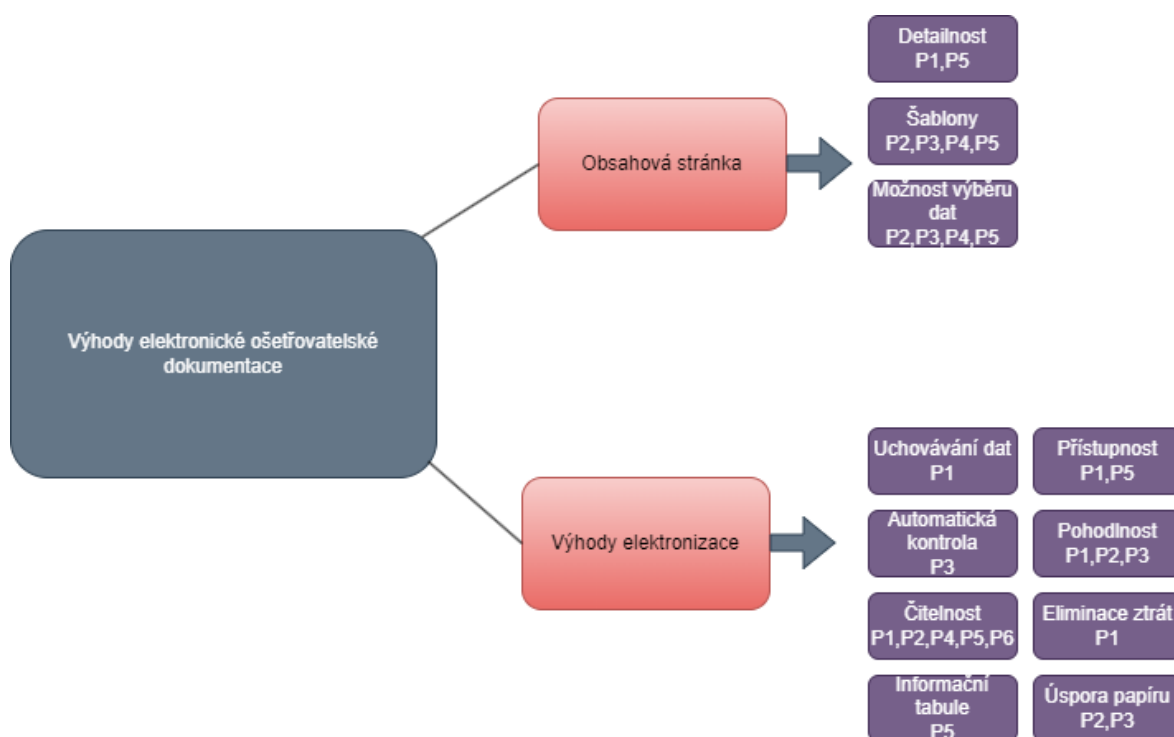 Výhody elektronické ošetřovatelské
dokumentace
Obsahová stránka
Detailnost
P1,P5
Šablony
P2,P3,P4,P5
Možnost výběru
dat
P2,P3,P4,P5
Výhody elektronizace
Uchovávání dat
P1
Přístupnost
P1,P5
Automatická
kontrola
P3
Pohodlnost
P1,P2,P3
Čitelnost
P1,P2,P4,P5,P6
Eliminace ztrát
P1
Informační
tabule
P5
Úspora papíru
P2,P3